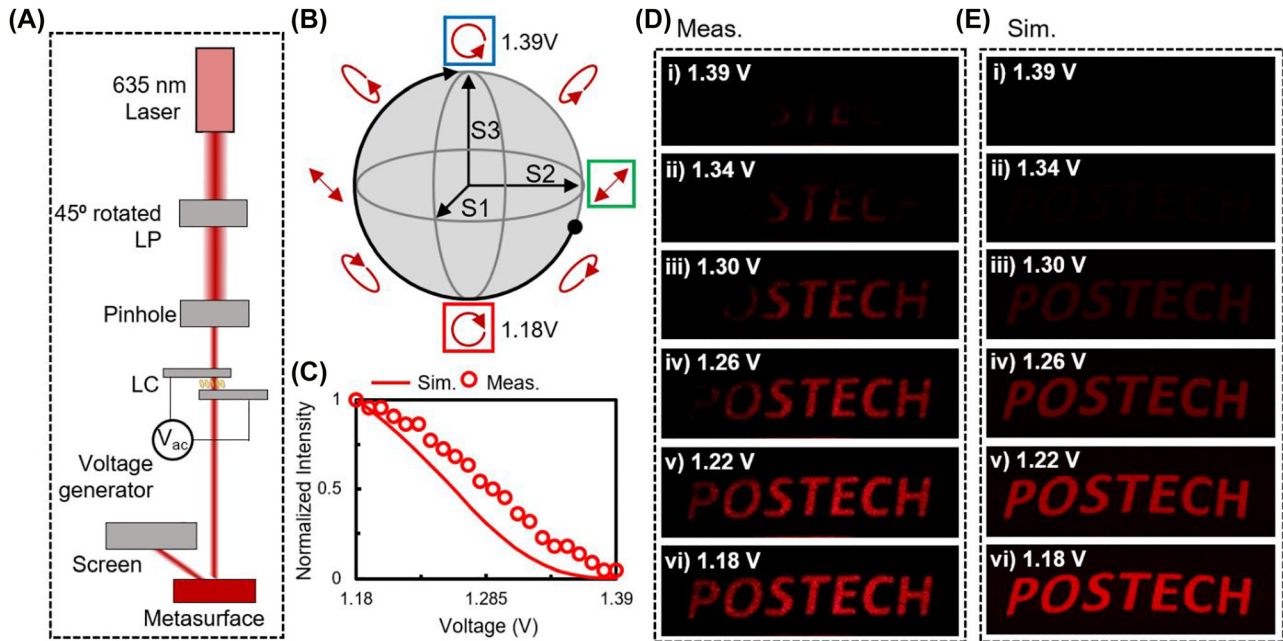 (A)
635 nm
Laser
45º rotated
LP
Pinhole
LC
Vac
Voltage
generator
Screen
Metasurface
(B)
1.39V
S3
S2
S1
1.18V
(C)
Sim.
Meas.
Normalized Intensity
1
0.5
0
1.18
1.285
1.39
Voltage (V)
(D)
Meas.
i) 1.39 V
STEC
ii) 1.34 V
STECH
iii) 1.30 V
OSTECH
iv) 1.26 V
POSTECH
v) 1.22 V
POSTECH
vi) 1.18 V
POSTECH
(E)
Sim.
i) 1.39 V
ii) 1.34 V
POSTECH
iii) 1.30 V
POSTECH
iv) 1.26 V
POSTECH
v) 1.22 V
POSTECH
vi) 1.18 V
POSTECH